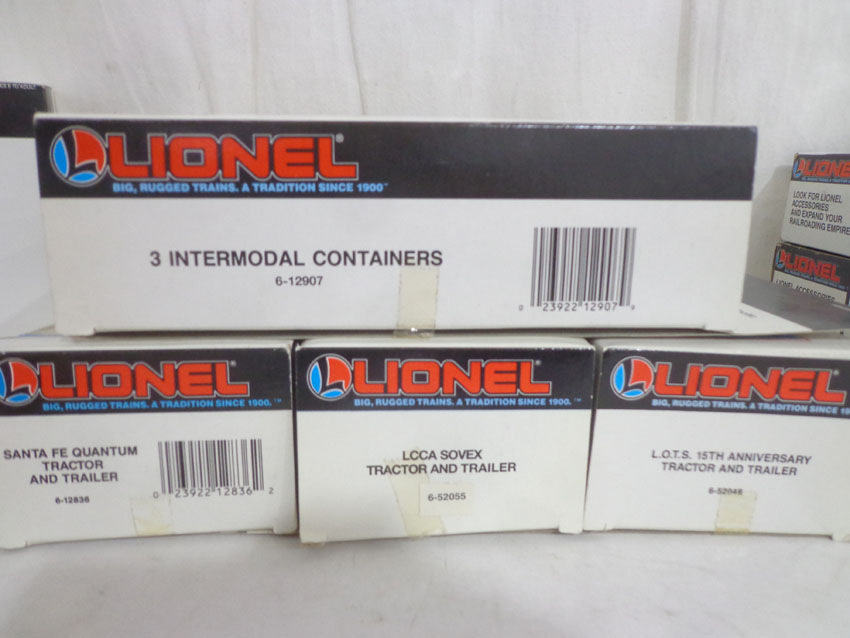 LIONEL®
BIG, RUGGED TRAINS. A TRADITION SINCE 1900™
3 INTERMODAL CONTAINERS
6-12907
0 23922 12907 9
LIONEL
BIG, RUGGED TRAINS. A TRADITION SINCE 1900.™
SANTA FE QUANTUM
TRACTOR
AND TRAILER
6-12836
0 23922 12836 2
LIONEL
BIG, RUGGED TRAINS. A TRADITION SINCE 1900.™
LCCA SOVEX
TRACTOR AND TRAILER
6-52055
LIONEL
BIG, RUGGED TRAINS. A TRADITION SINCE
L.O.T.S. 15TH ANNIVERSARY
TRACTOR AND TRAILER
LIONEL
LOOK FOR LIONEL
ACCESSORIES
AND EXPAND YOUR
RAILROADING EMPIRE
LIONEL
LIONEL ACCESSORIES